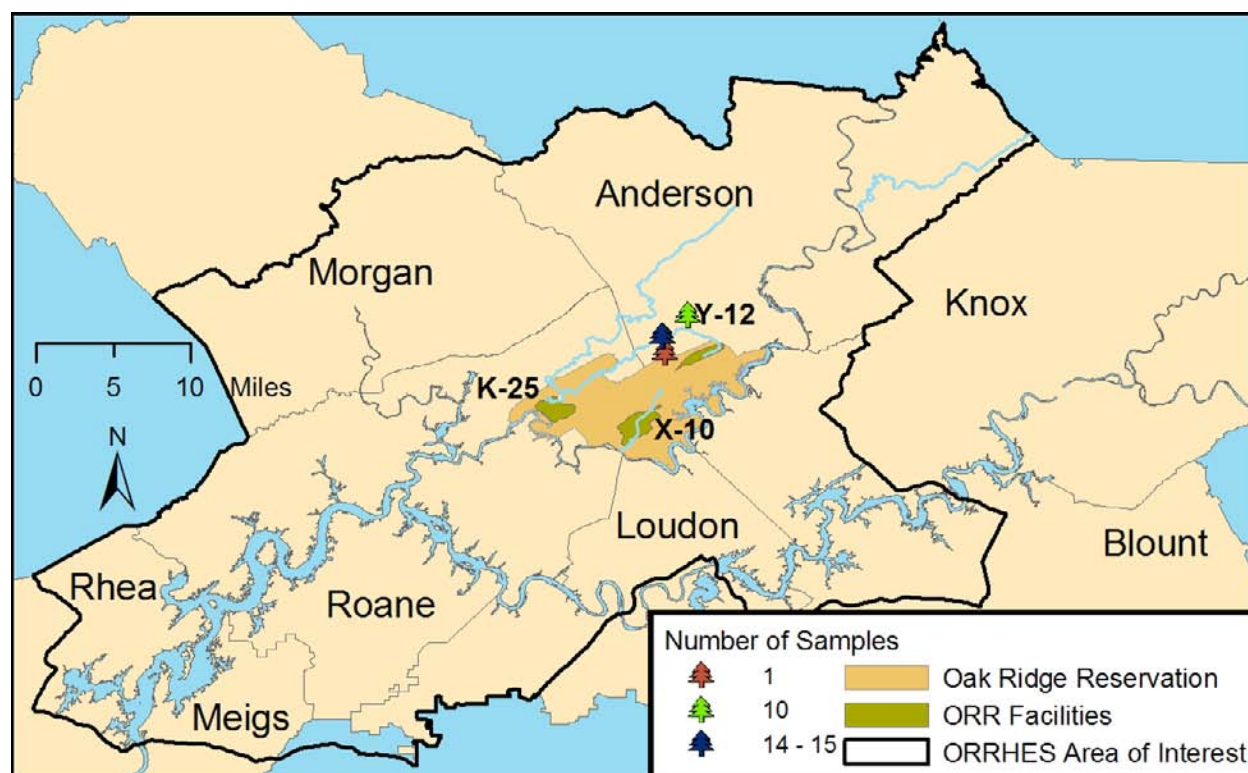 Anderson
Morgan
Knox
Y-12
0 5 10 Miles
K-25
N
X-10
Loudon
Blount
Rhea
Roane
Meigs
Number of Samples
1 Oak Ridge Reservation
10 ORR Facilities
14 - 15 ORRHES Area of Interest